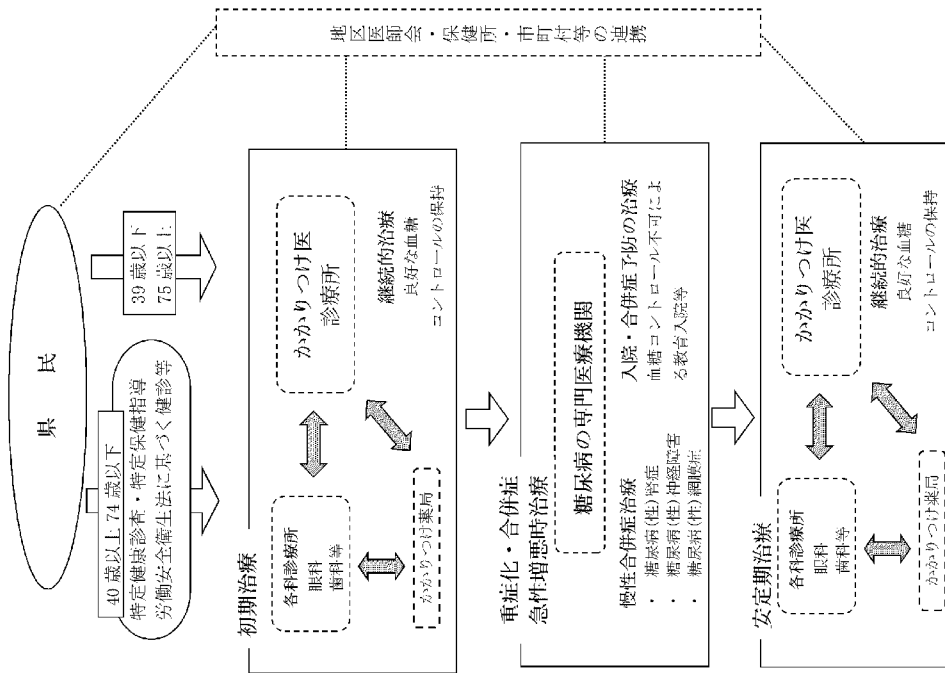 県　民
40 歳以上 74 歳以下
特定健康診査・特定保健指導
労働安全衛生法に基づく健診等
39 歳以下
75 歳以上
地区医師会・保健所・市町村等の連携
初期治療
各科診療所
眼科
歯科等
かかりつけ医
診療所
かかりつけ薬局
継続的治療
良好な血糖
コントロールの保持
重症化・合併症
急性増悪時治療
糖尿病の専門医療機関
慢性合併症治療
・ 糖尿病(性)腎症
・ 糖尿病(性)神経障害
・ 糖尿病(性)網膜症
入院・合併症予防の治療
血糖コントロール不可によ
る教育入院等
安定期治療
各科診療所
眼科
歯科等
かかりつけ医
診療所
かかりつけ薬局
継続的治療
良好な血糖
コントロールの保持